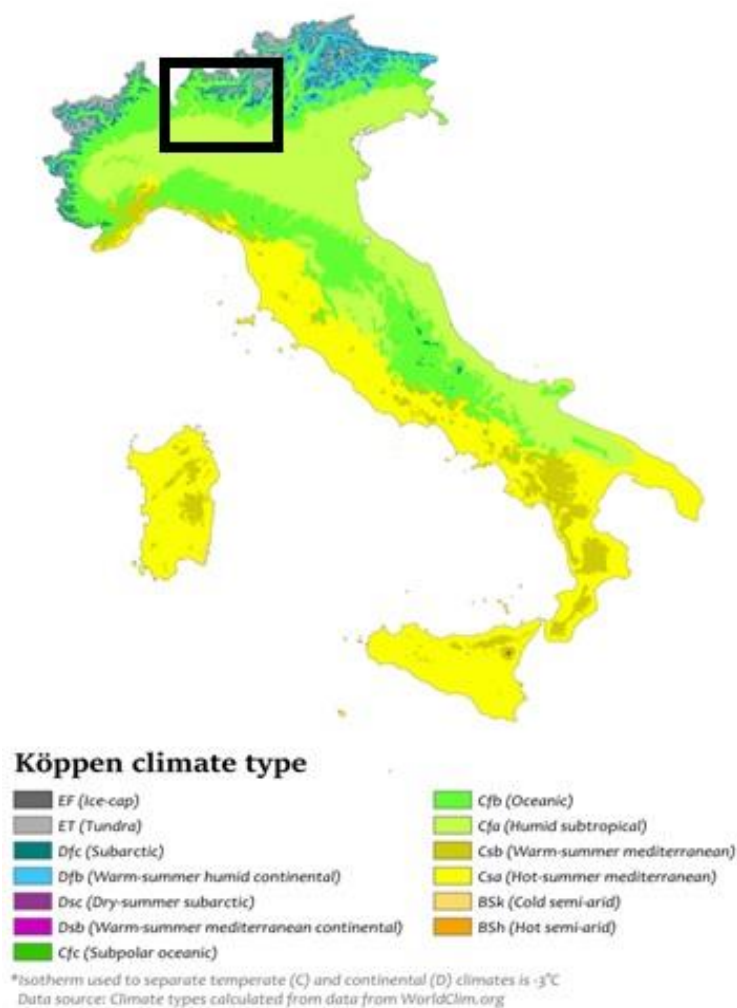 Köppen climate type
EF (Ice-cap)
ET (Tundra)
Dfc (Subarctic)
Dfb (Warm-summer humid continental)
Dsc (Dry-summer subarctic)
Dsb (Warm-summer mediterranean continental)
Cfc (Subpolar oceanic)
Cfb (Oceanic)
Cfa (Humid subtropical)
Csb (Warm-summer mediterranean)
Csa (Hot-summer mediterranean)
BSk (Cold semi-arid)
BSh (Hot semi-arid)
*Isotherm used to separate temperate (C) and continental (D) climates is -3°C
Data source: Climate types calculated from data from WorldClim.org